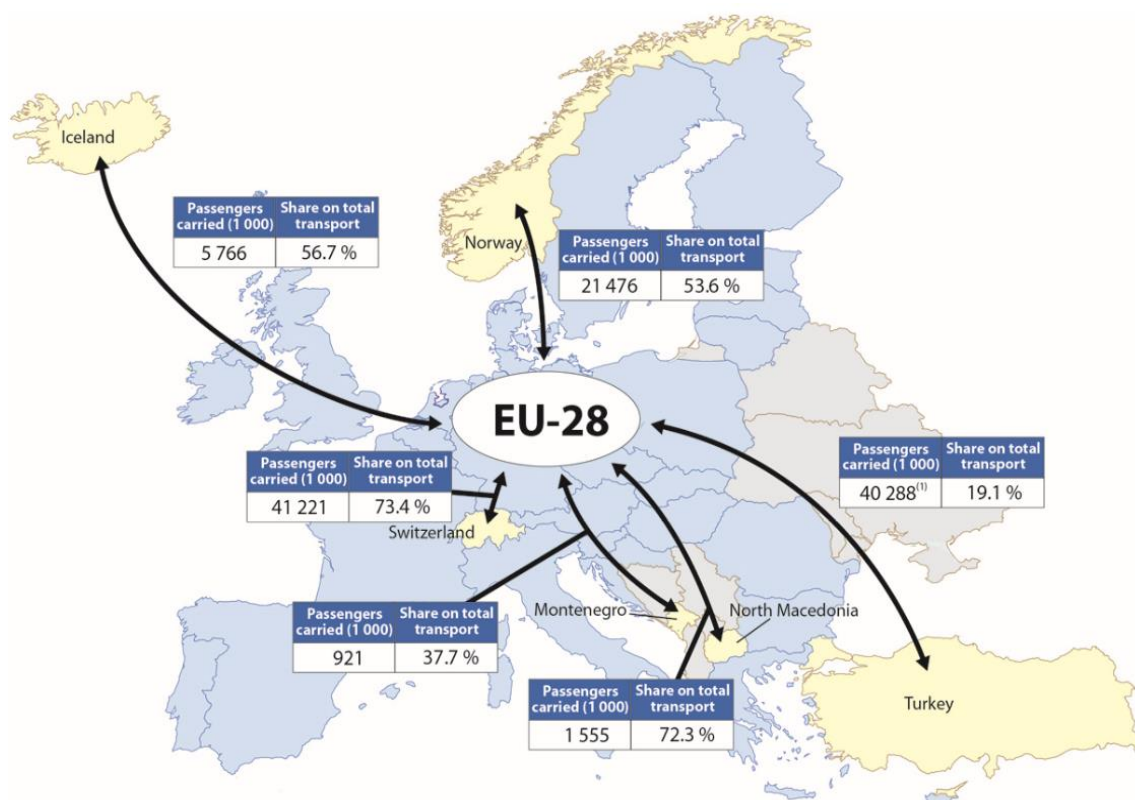 Iceland
Passengers carried (1 000) Share on total transport
5 766 56.7 %
Norway
Passengers carried (1 000) Share on total transport
21 476 53.6 %
EU-28
Passengers carried (1 000) Share on total transport
40 288(1) 19.1 %
Passengers carried (1 000) Share on total transport
41 221 73.4 %
Switzerland
Passengers carried (1 000) Share on total transport
921 37.7 %
Montenegro
North Macedonia
Passengers carried (1 000) Share on total transport
1 555 72.3 %
Turkey